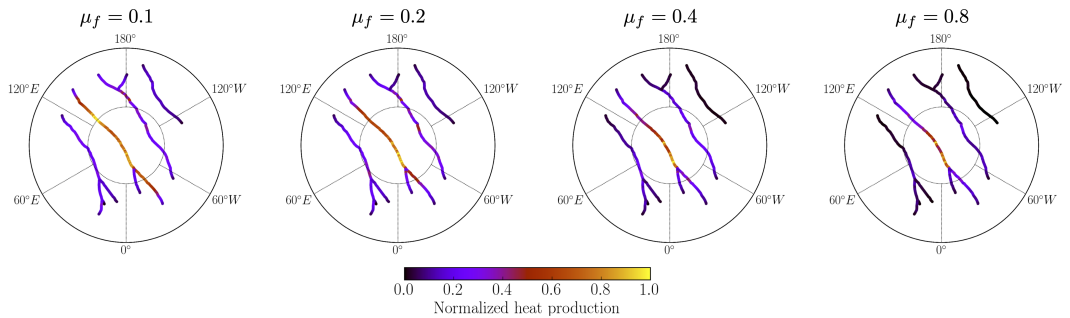 μ_f = 0.1 μ_f = 0.2 μ_f = 0.4 μ_f = 0.8
180° 180° 180° 180°
120°E 120°W 120°E 120°W 120°E 120°W 120°E 120°W
60°E 60°W 60°E 60°W 60°E 60°W 60°E 60°W
0° 0° 0° 0°
0.0 0.2 0.4 0.6 0.8 1.0
Normalized heat production